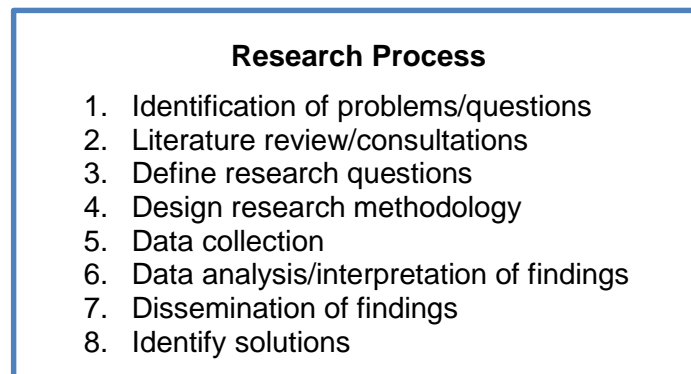 Research Process
1. Identification of problems/questions
2. Literature review/consultations
3. Define research questions
4. Design research methodology
5. Data collection
6. Data analysis/interpretation of findings
7. Dissemination of findings
8. Identify solutions